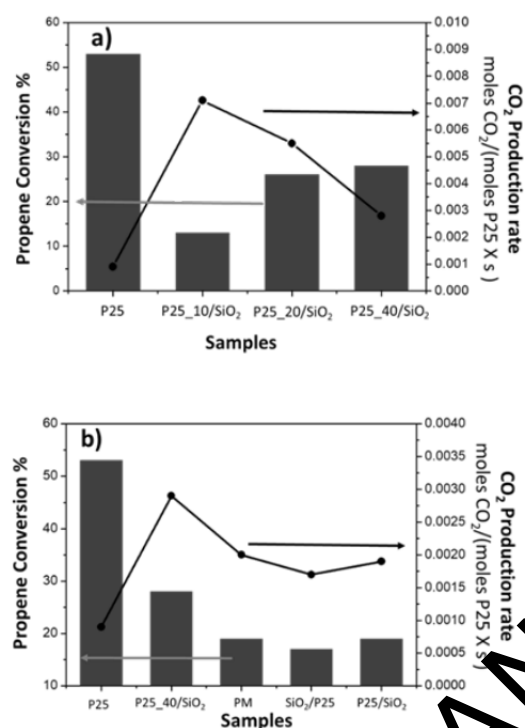 a)
Propene Conversion %
60
50
40
30
20
10
0
0.010
0.009
0.008
0.007
0.006
0.005
0.004
0.003
0.002
0.001
0.000
CO₂ Production rate
moles CO₂/(moles P25 X s )
P25 P25_10/SiO₂ P25_20/SiO₂ P25_40/SiO₂
Samples
b)
Propene Conversion %
60
50
40
30
20
10
0.0040
0.0035
0.0030
0.0025
0.0020
0.0015
0.0010
0.0005
0.0000
CO₂ Production rate
moles CO₂/(moles P25 X s )
P25 P25_40/SiO₂ PM SiO₂/P25 P25/SiO₂
Samples